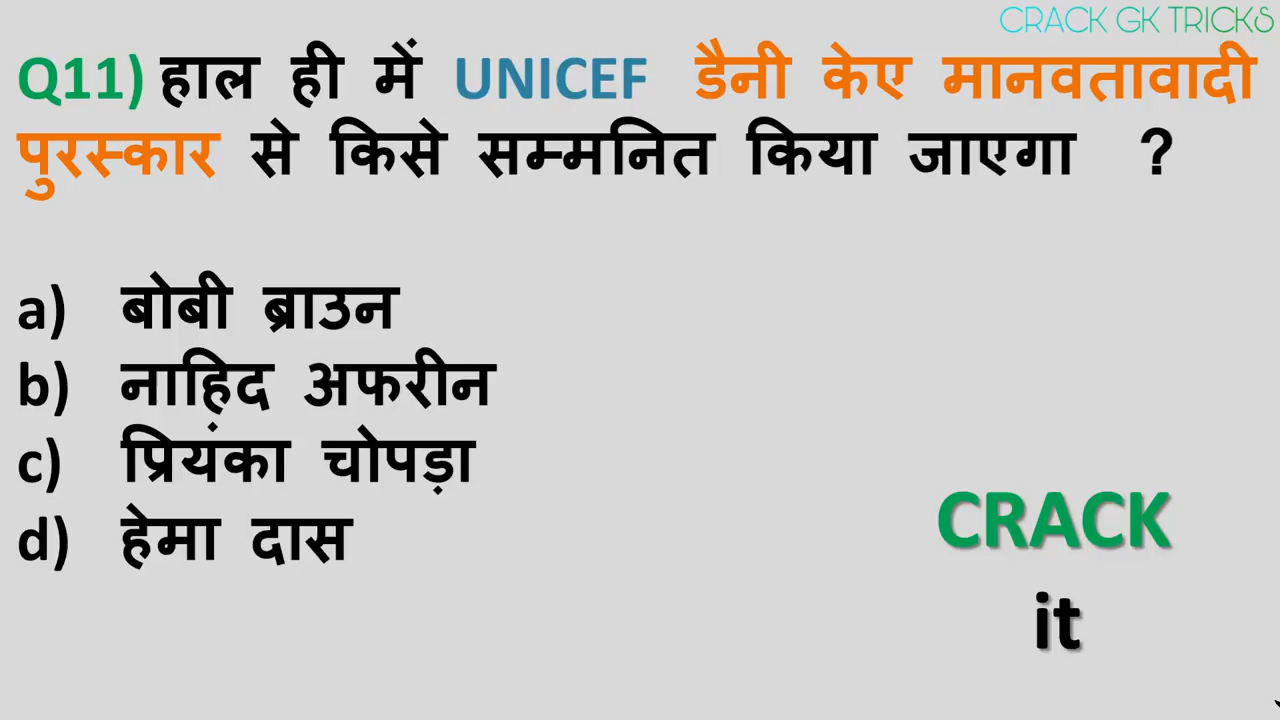 CRACK GK TRICKS
Q11) हाल ही में UNICEF डैनी केए मानवतावादी
पुरस्कार से किसे सम्मनित किया जाएगा ?
a) बोबी ब्राउन
b) नाहिद अफरीन
c) प्रियंका चोपड़ा
d) हेमा दास
CRACK
it